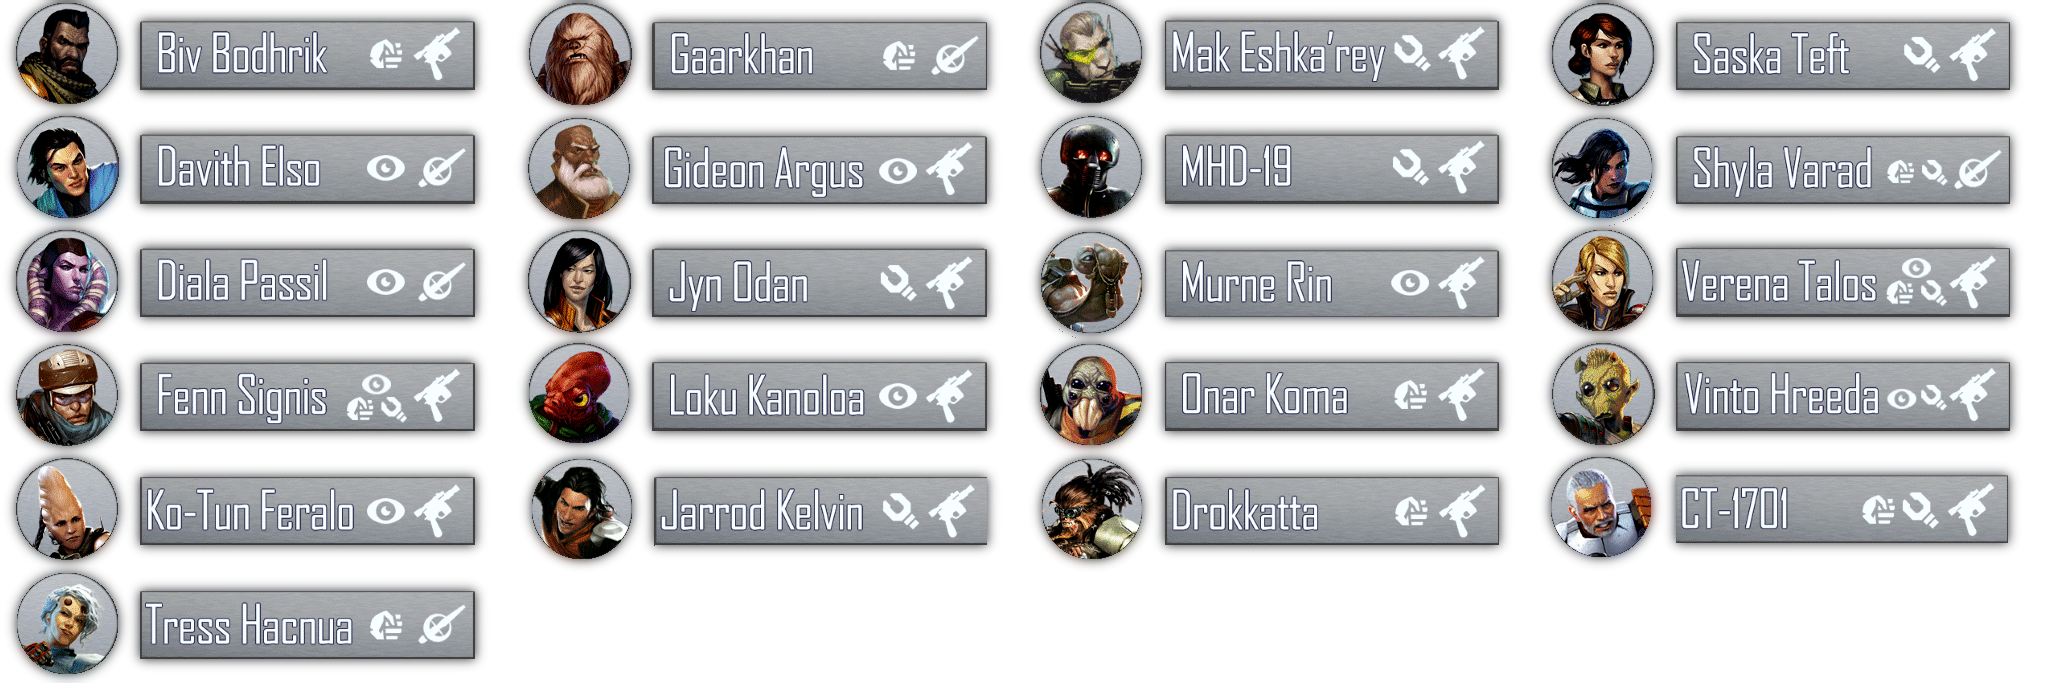 Biv Bodhrik
Gaarkhan
Mak Eshka'rey
Saska Teft
Davith Elso
Gideon Argus
MHD-19
Shyla Varad
Diala Passil
Jyn Odan
Murne Rin
Verena Talos
Fenn Signis
Loku Kanoloa
Onar Koma
Vinto Hreeda
Ko-Tun Feralo
Jarrod Kelvin
Drokkatta
CT-1701
Tress Hacnua